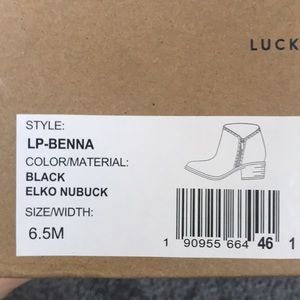 LUCK
STYLE:
LP-BENNA
COLOR/MATERIAL:
BLACK
ELKO NUBUCK
SIZE/WIDTH:
6.5M
1 90955 664 46 1